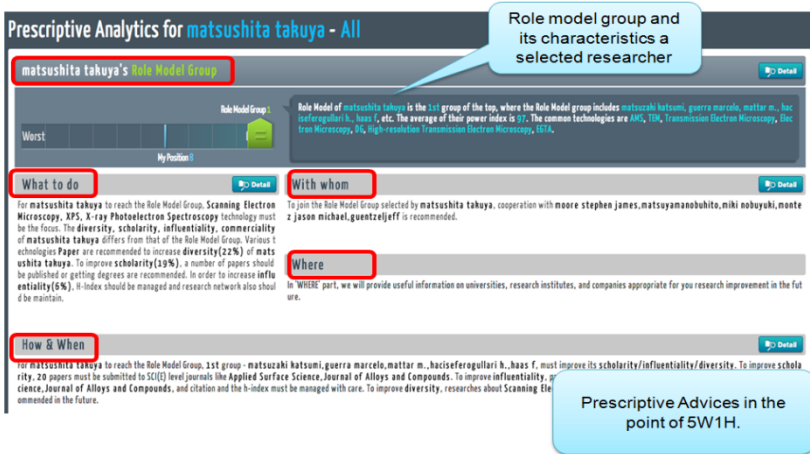 Prescriptive Analytics for matsushita takuya - All
Role model group and
its characteristics a
selected researcher
matsushita takuya's Role Model Group
Detail
Role Model Group 1
Worst
My Position 8
Role Model of matsushita takuya is the 1st group of the top, where the Role Model group includes matsuzaki katsumi, guerra marcelo, mattar m., hac
iseferogullari h., haas f, etc. The average of their power index is 97. The common technologies are AMS, TEM, Transmission Electron Microscopy, Elec
tron Microscopy, DG, High-resolution Transmission Electron Microscopy, EGTA.
What to do
Detail
For matsushita takuya to reach the Role Model Group, Scanning Electron
Microscopy, XPS, X-ray Photoelectron Spectroscopy technology must
be the focus. The diversity, scholarity, influentiality, commerciality
of matsushita takuya differs from that of the Role Model Group. Various t
echnologies Paper are recommended to increase diversity(22%) of mats
ushita takuya. To improve scholarity(19%), a number of papers should
be published or getting degrees are recommended. In order to increase influ
entiality(6%), H-Index should be managed and research network also shoul
d be maintain.
With whom
Detail
To join the Role Model Group selected by matsushita takuya, cooperation with moore stephen james,matsuyamanobuhito,miki nobuyuki,monte
z jason michael,guentzeljeff is recommended.
Where
In 'WHERE' part, we will provide useful information on universities, research institutes, and companies appropriate for you research improvement in the fut
ure.
How & When
Detail
For matsushita takuya to reach the Role Model Group, 1st group - matsuzaki katsumi,guerra marcelo,mattar m.,haciseferogullari h.,haas f, must improve its scholarity/influentiality/diversity. To improve schola
rity, 20 papers must be submitted to SCI(E) level journals like Applied Surface Science,Journal of Alloys and Compounds. To improve influentiality,
cience,Journal of Alloys and Compounds, and citation and the h-index must be managed with care. To improve diversity, researches about Scanning Ele
ommended in the future.
Prescriptive Advices in the
point of 5W1H.